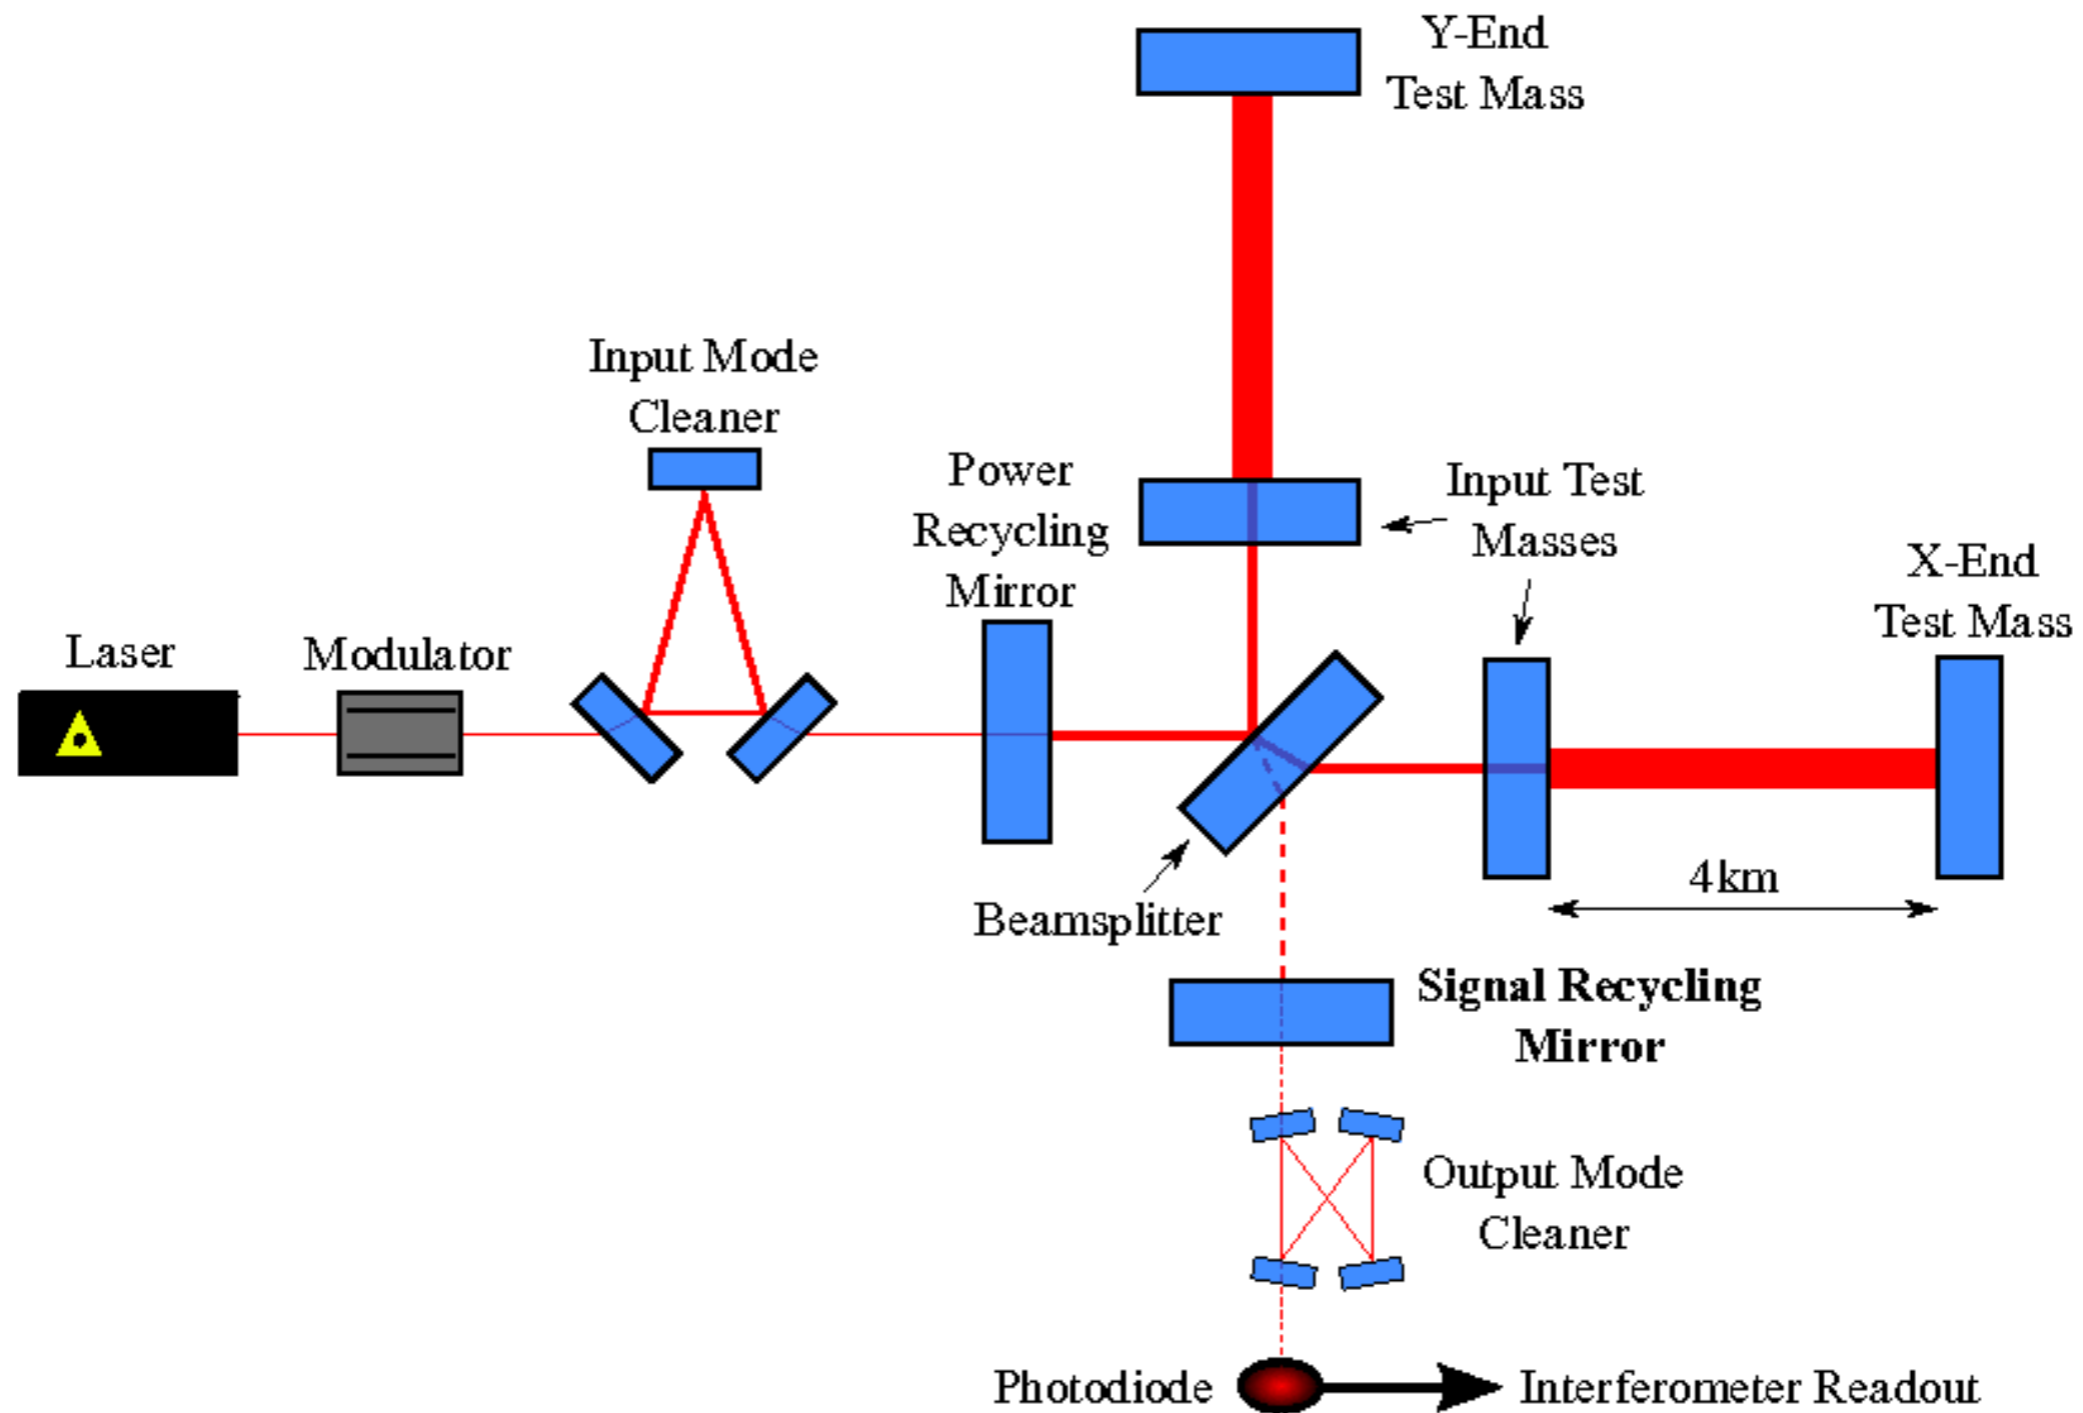 Y-End
Test Mass
Input Mode
Cleaner
Power
Recycling
Mirror
Input Test
Masses
X-End
Test Mass
Laser
Modulator
4km
Beamsplitter
Signal Recycling
Mirror
Output Mode
Cleaner
Photodiode
Interferometer Readout